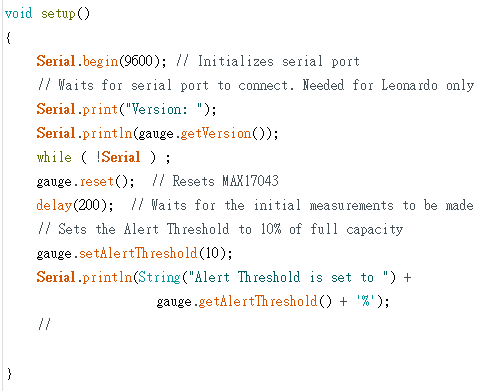 void setup()
{
Serial.begin(9600); // Initializes serial port
// Waits for serial port to connect. Needed for Leonardo only
Serial.print("Version: ");
Serial.println(gauge.getVersion());
while ( !Serial ) ;
gauge.reset();  // Resets MAX17043
delay(200);  // Waits for the initial measurements to be made
// Sets the Alert Threshold to 10% of full capacity
gauge.setAlertThreshold(10);
Serial.println(String("Alert Threshold is set to ") +
gauge.getAlertThreshold() + '%');
//
}